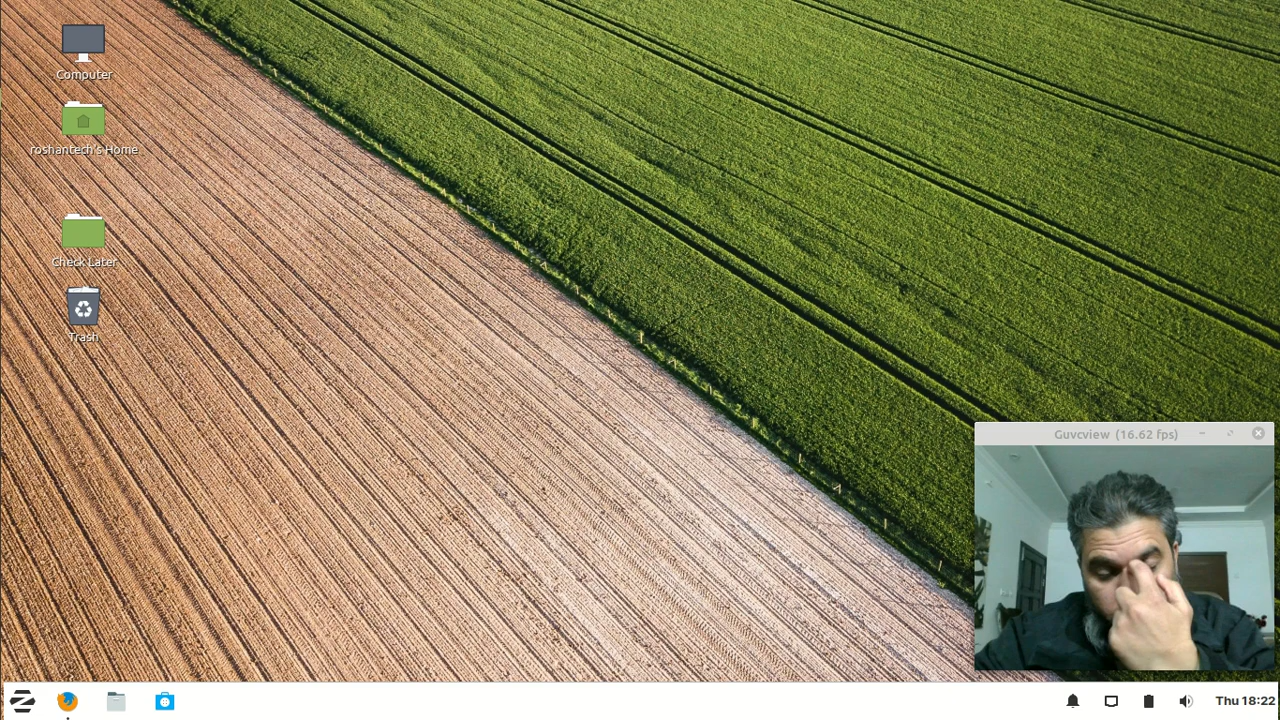 Computer
roshantech's Home
Check Later
Trash
Guvcview (16.62 fps)
Thu 18:22